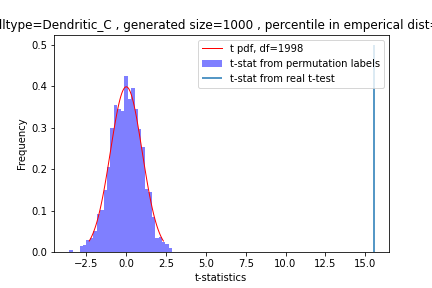 lltype=Dendritic_C , generated size=1000 , percentile in emperical dist=
t pdf, df=1998
t-stat from permutation labels
t-stat from real t-test
0.5
0.4
0.3
0.2
0.1
0.0
Frequency
−2.5 0.0 2.5 5.0 7.5 10.0 12.5 15.0
t-statistics